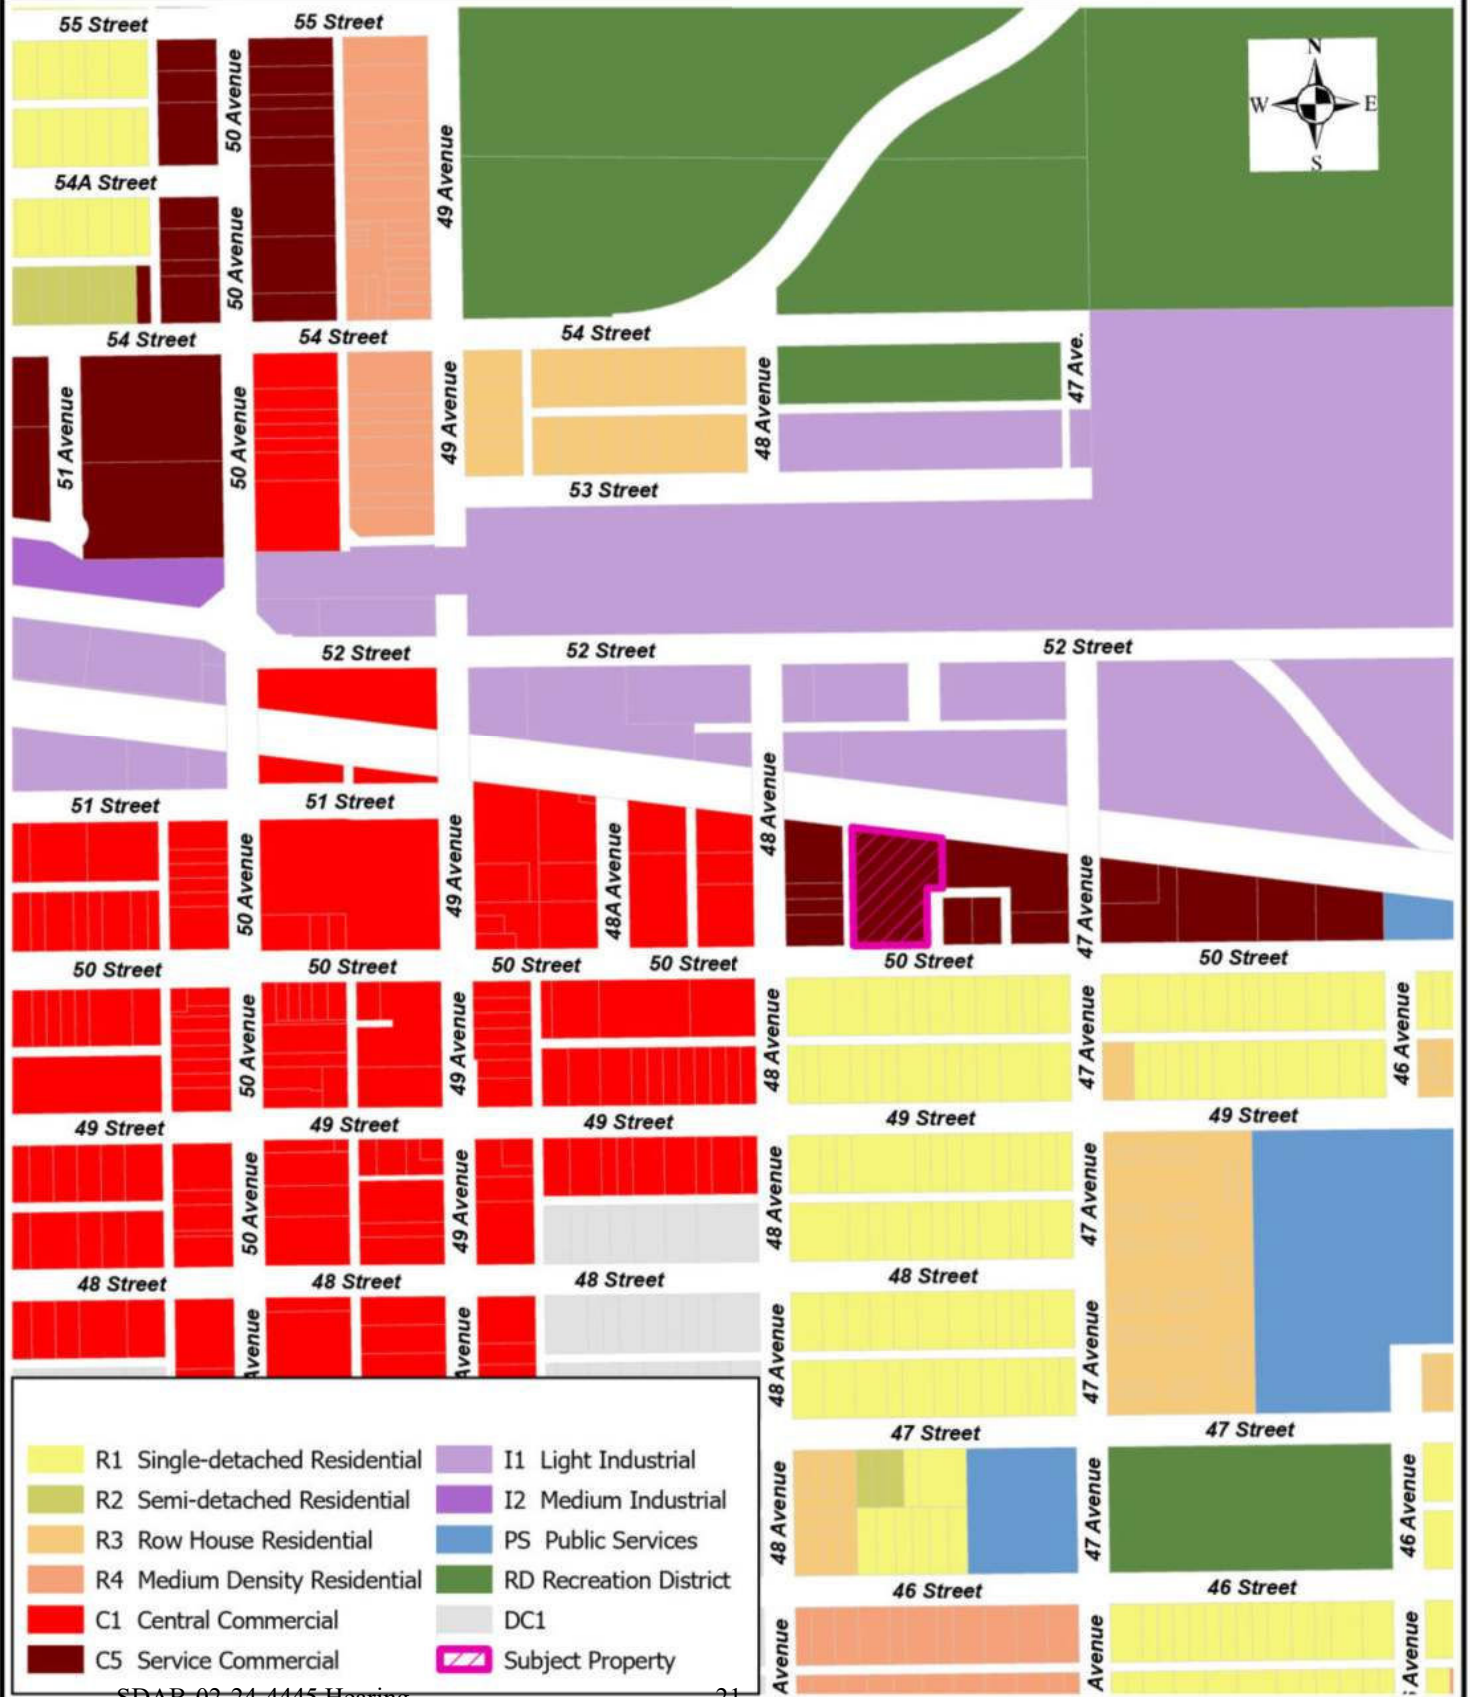 55 Street
55 Street
50 Avenue
49 Avenue
N
W
E
S
54A Street
50 Avenue
54 Street
54 Street
54 Street
51 Avenue
50 Avenue
49 Avenue
48 Avenue
47 Ave.
53 Street
52 Street
52 Street
52 Street
51 Street
51 Street
50 Avenue
49 Avenue
48A Avenue
48 Avenue
47 Avenue
50 Street
50 Street
50 Street
50 Street
50 Street
50 Street
50 Avenue
49 Avenue
48 Avenue
47 Avenue
46 Avenue
49 Street
49 Street
49 Street
49 Street
49 Street
50 Avenue
49 Avenue
48 Avenue
47 Avenue
48 Street
48 Street
48 Street
48 Street
Avenue
Avenue
48 Avenue
47 Avenue
47 Street
47 Street
R1 Single-detached Residential
R2 Semi-detached Residential
R3 Row House Residential
R4 Medium Density Residential
C1 Central Commercial
C5 Service Commercial
I1 Light Industrial
I2 Medium Industrial
PS Public Services
RD Recreation District
DC1
Subject Property
48 Avenue
47 Avenue
46 Avenue
46 Street
46 Street
Avenue
Avenue
Avenue
SDAB-02-24-4445 Hearing
21